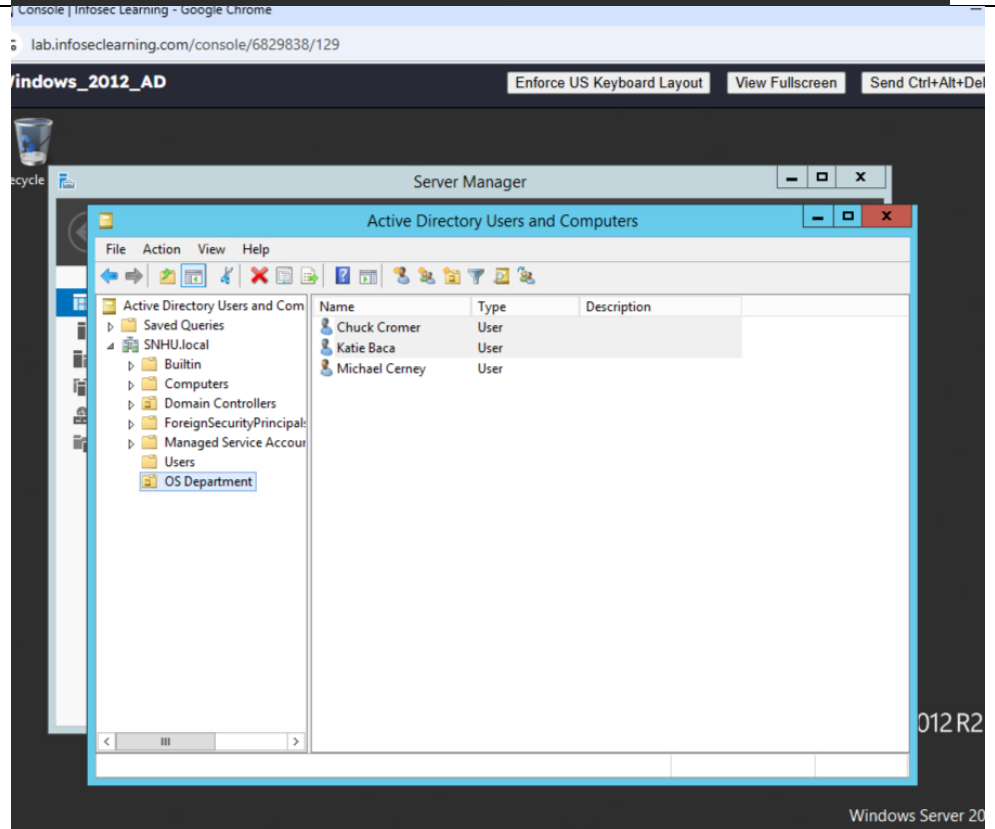 Console | Infosec Learning - Google Chrome
lab.infoseclearning.com/console/6829838/129
Windows_2012_AD Enforce US Keyboard Layout View Fullscreen Send Ctrl+Alt+Del
ecycle
Server Manager
Active Directory Users and Computers
File Action View Help
Active Directory Users and Com
Saved Queries
SNHU.local
Builtin
Computers
Domain Controllers
ForeignSecurityPrincipals
Managed Service Accoun
Users
OS Department
Name Type Description
Chuck Cromer User
Katie Baca User
Michael Cerney User
012 R2
Windows Server 20